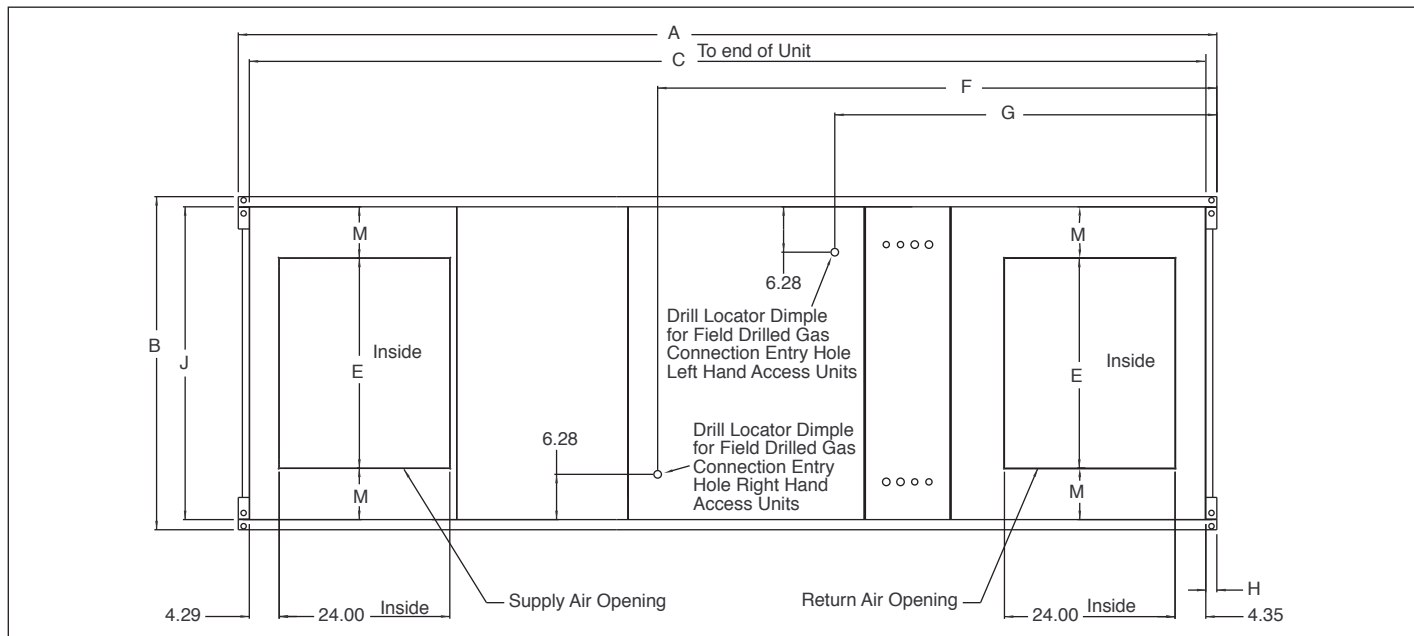 A
To end of Unit
C
F
G
M
M
6.28
Drill Locator Dimple
for Field Drilled Gas
Connection Entry Hole
Left Hand Access Units
B
J
Inside
E
Inside
E
6.28
Drill Locator Dimple
for Field Drilled Gas
Connection Entry
Hole Right Hand
Access Units
M
M
Supply Air Opening
Return Air Opening
H
4.29
24.00 Inside
24.00 Inside
4.35